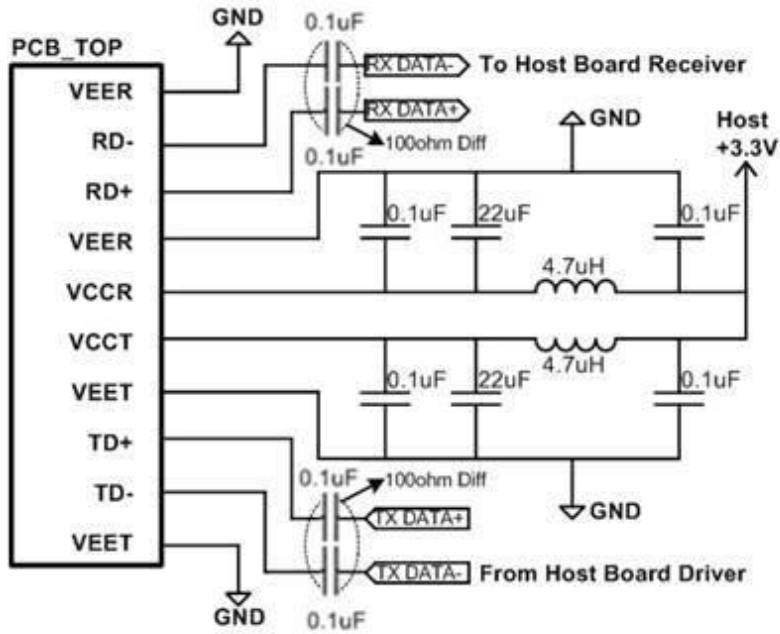 GND
0.1uF
PCB_TOP
RX DATA-
To Host Board Receiver
VEER
RX DATA+
GND
Host
+3.3V
RD-
0.1uF
100ohm Diff
RD+
0.1uF
22uF
0.1uF
VEER
4.7uH
VCCR
VCCT
4.7uH
0.1uF
22uF
0.1uF
VEET
TD+
0.1uF
100ohm Diff
TD-
TX DATA+
GND
VEET
TX DATA-
From Host Board Driver
GND
0.1uF